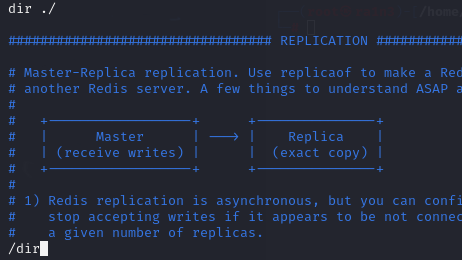 dir ./
################################ REPLICATION ###########
# Master-Replica replication. Use replicaof to make a Red
# another Redis server. A few things to understand ASAP a
#
#   +------------------+      +---------------+
#   |      Master      | ---> |    Replica    |
#   | (receive writes) |      |  (exact copy) |
#   +------------------+      +---------------+
#
# 1) Redis replication is asynchronous, but you can confi
#    stop accepting writes if it appears to be not connec
#    a given number of replicas.
/dir